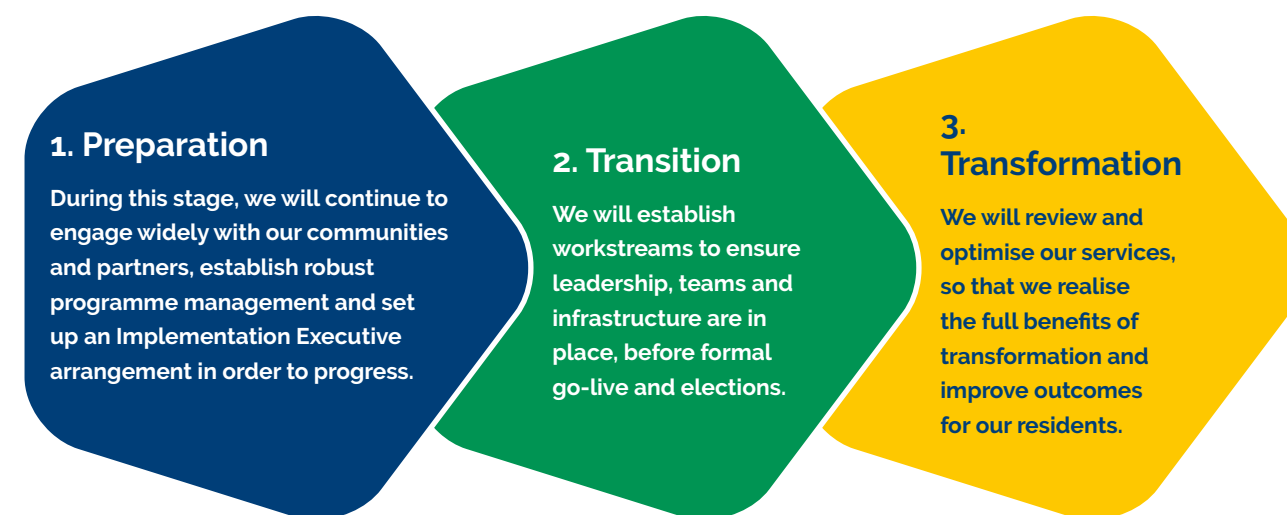 1. Preparation
During this stage, we will continue to
engage widely with our communities
and partners, establish robust
programme management and set
up an Implementation Executive
arrangement in order to progress.
2. Transition
We will establish
workstreams to ensure
leadership, teams and
infrastructure are in
place, before formal
go-live and elections.
3.
Transformation
We will review and
optimise our services,
so that we realise
the full benefits of
transformation and
improve outcomes
for our residents.